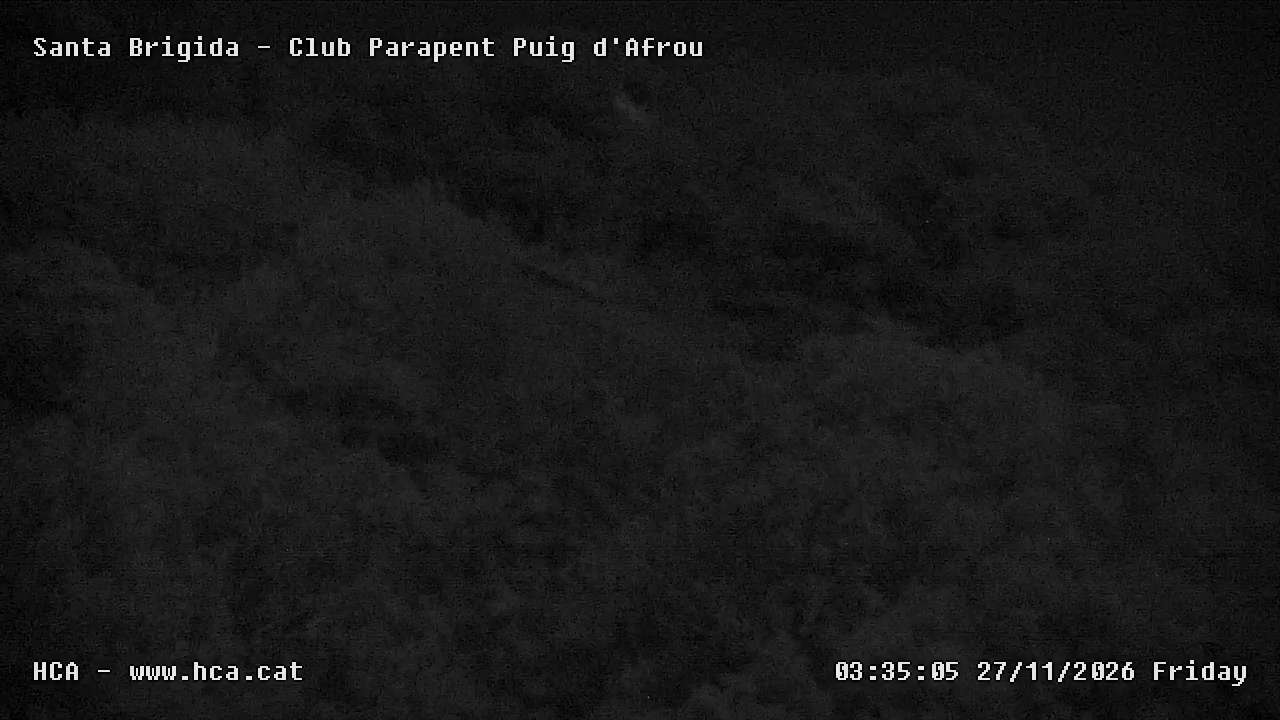 Santa Brigida - Club Parapent Puig d'Afrou
HCA - www.hca.cat
03:35:05 27/11/2026 Friday